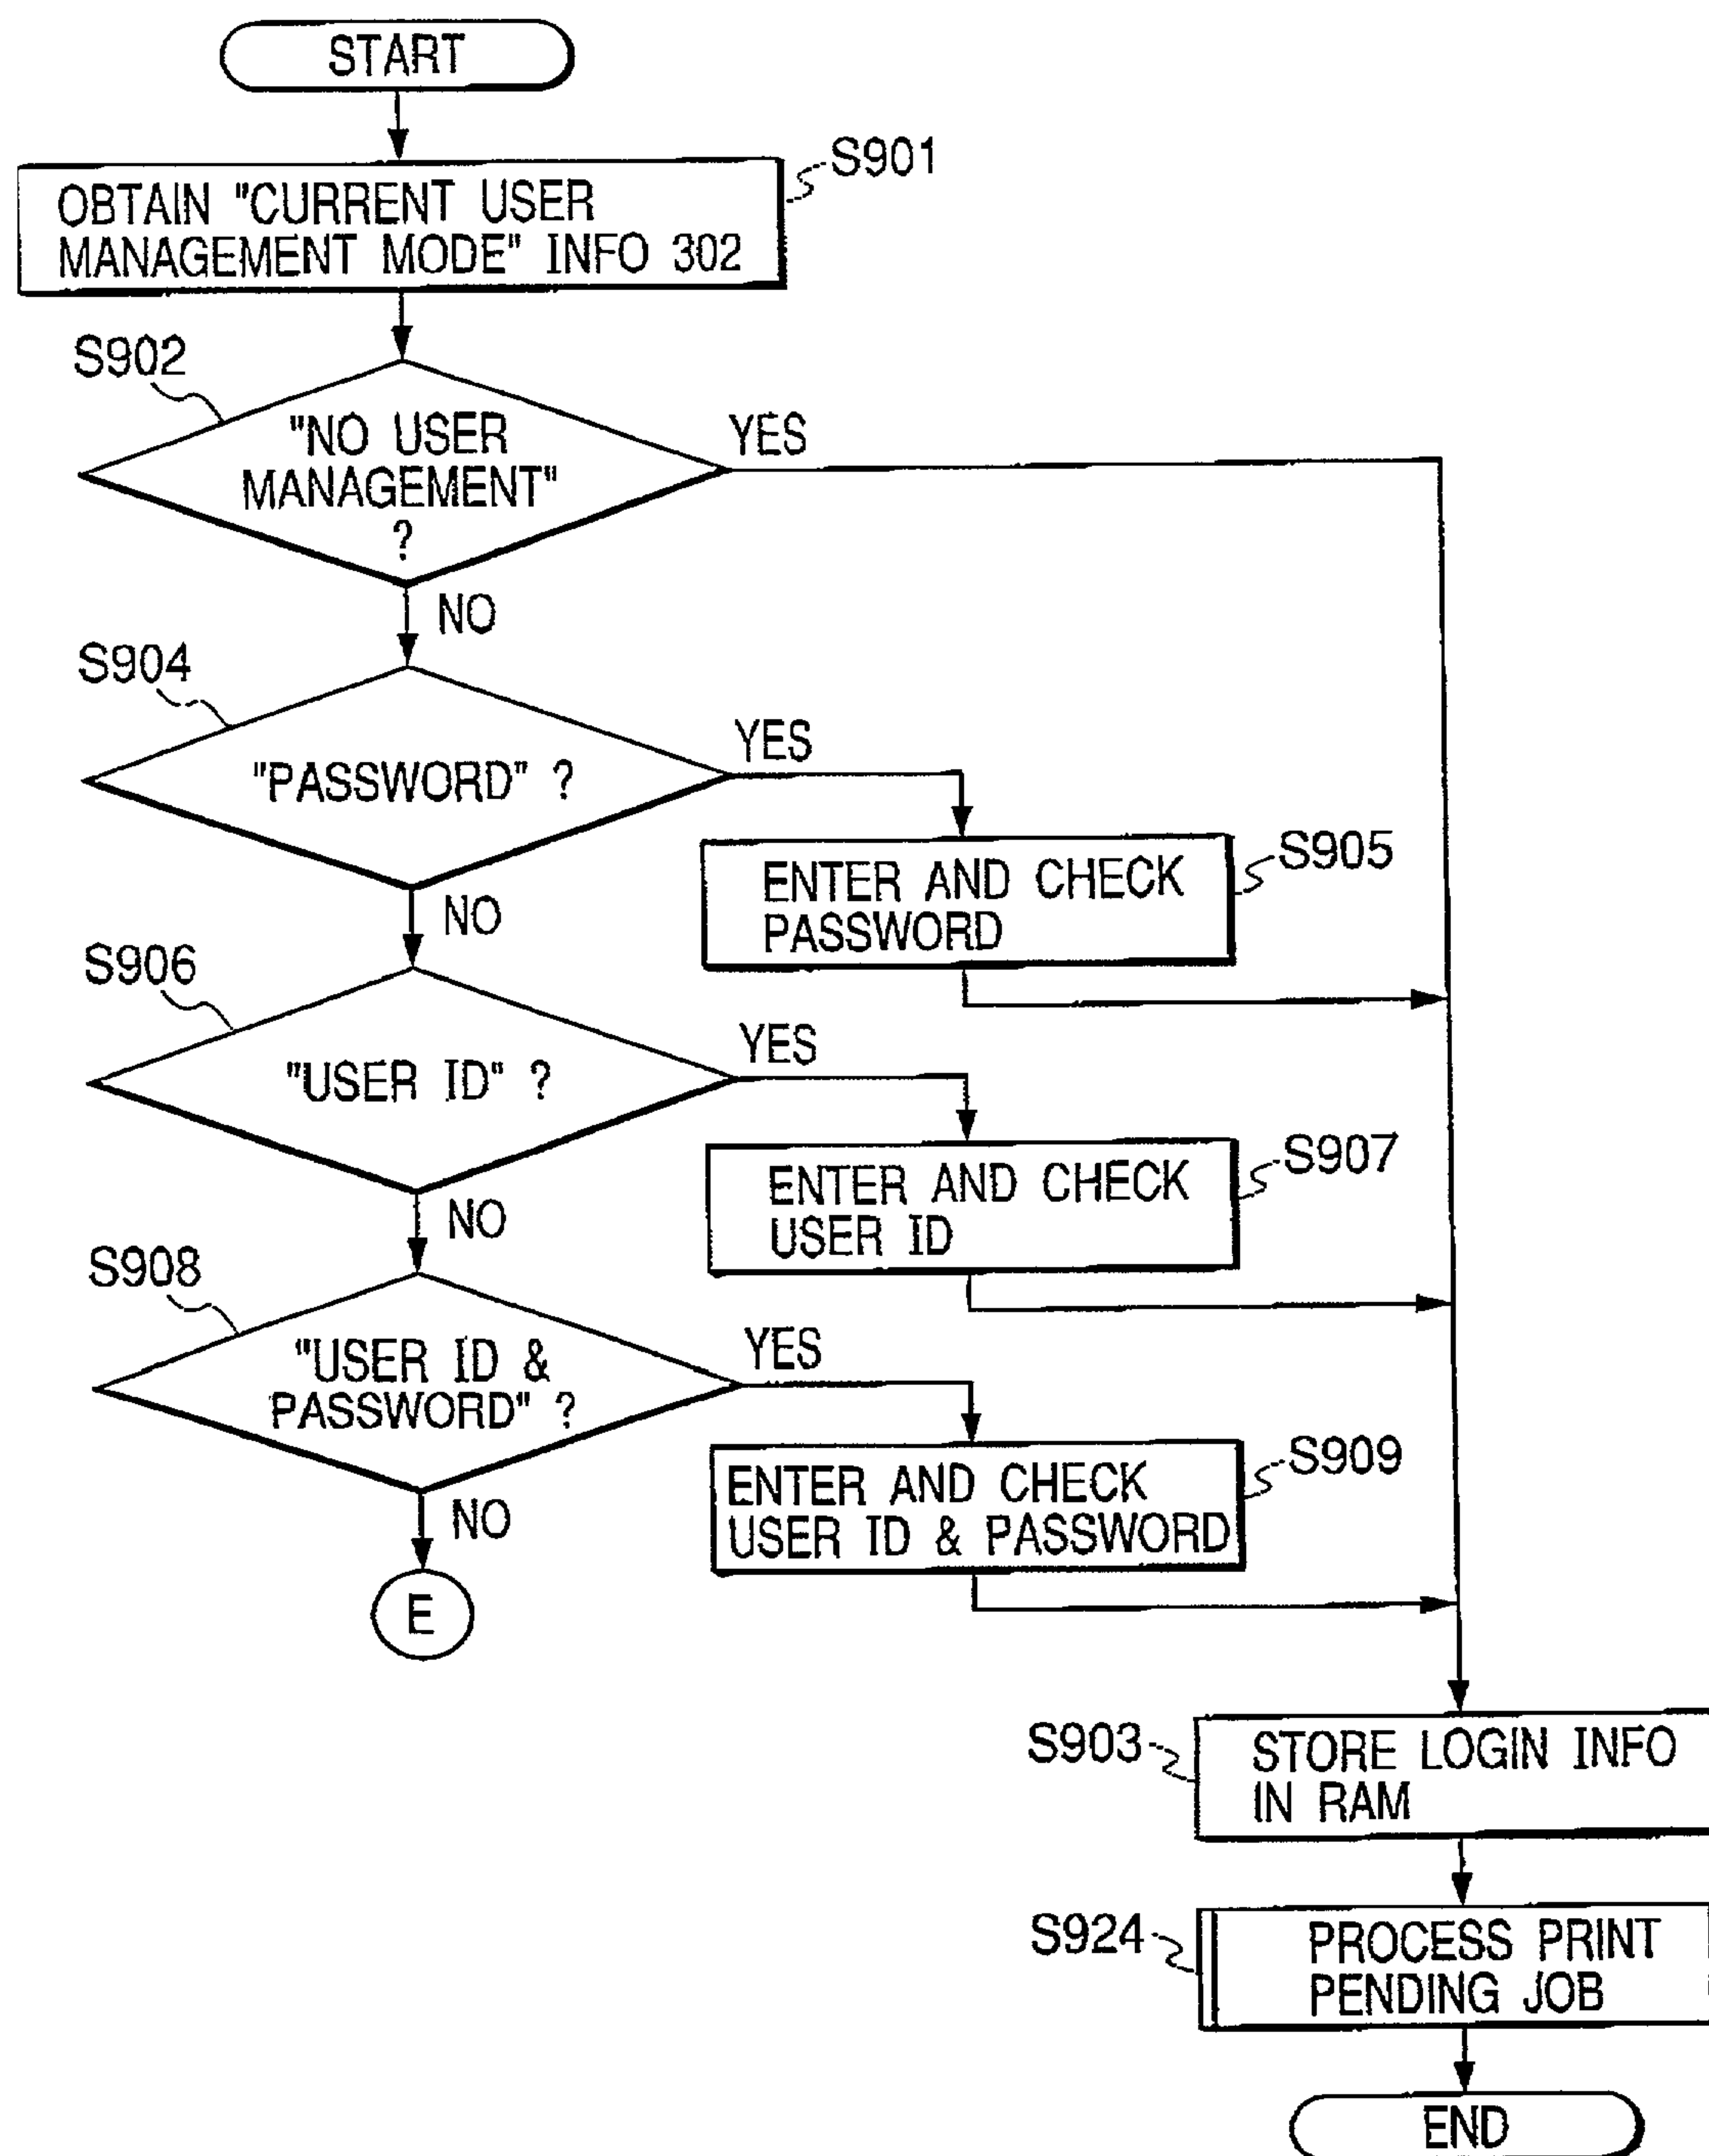 START
S901
OBTAIN "CURRENT USER
MANAGEMENT MODE" INFO 302
S902
"NO USER
MANAGEMENT"
?
YES
NO
S904
"PASSWORD" ?
YES
NO
ENTER AND CHECK
PASSWORD
S905
S906
"USER ID" ?
YES
NO
ENTER AND CHECK
USER ID
S907
S908
"USER ID &
PASSWORD" ?
YES
NO
ENTER AND CHECK
USER ID & PASSWORD
S909
E
S903
STORE LOGIN INFO
IN RAM
S924
PROCESS PRINT
PENDING JOB
END